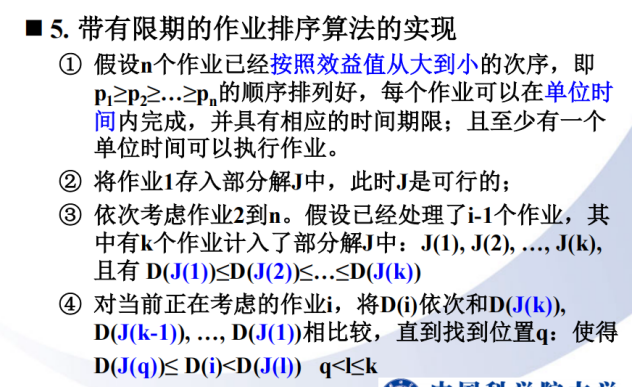 ■ 5. 带有限期的作业排序算法的实现
① 假设n个作业已经按照效益值从大到小的次序，即
p₁≥p₂≥…≥pₙ的顺序排列好，每个作业可以在单位时
间内完成，并具有相应的时间期限；且至少有一个
单位时间可以执行作业。
② 将作业1存入部分解J中，此时J是可行的；
③ 依次考虑作业2到n。假设已经处理了i-1个作业，其
中有k个作业计入了部分解J中：J(1), J(2), …, J(k),
且有 D(J(1))≤D(J(2))≤…≤D(J(k))
④ 对当前正在考虑的作业i，将D(i)依次和D(J(k)),
D(J(k-1)), …, D(J(1))相比较，直到找到位置q：使得
D(J(q))≤ D(i)<D(J(l)) q<l≤k